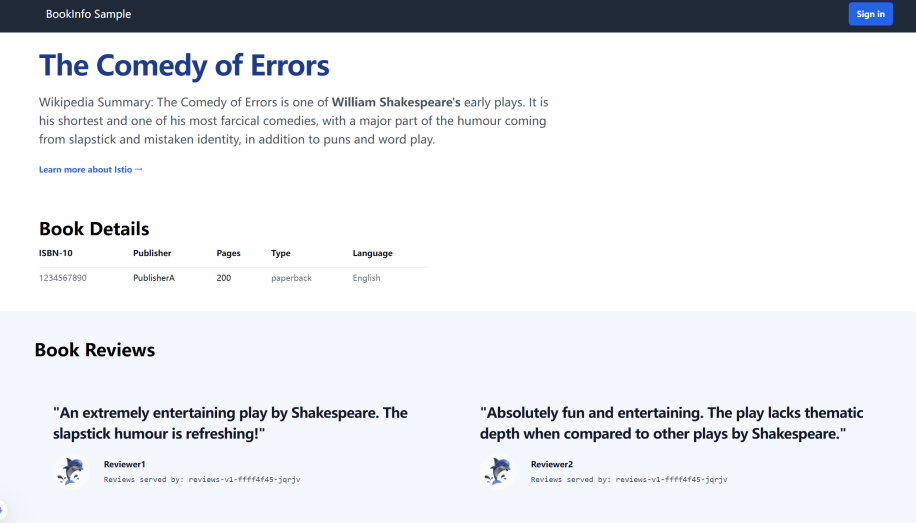 BookInfo Sample
Sign in
The Comedy of Errors
Wikipedia Summary: The Comedy of Errors is one of William Shakespeare's early plays. It is
his shortest and one of his most farcical comedies, with a major part of the humour coming
from slapstick and mistaken identity, in addition to puns and word play.
Learn more about Istio →
Book Details
ISBN-10 Publisher Pages Type Language
1234567890 PublisherA 200 paperback English
Book Reviews
"An extremely entertaining play by Shakespeare. The
slapstick humour is refreshing!"
Reviewer1
Reviews served by: reviews-v1-ffff4f45-jqrjv
"Absolutely fun and entertaining. The play lacks thematic
depth when compared to other plays by Shakespeare."
Reviewer2
Reviews served by: reviews-v1-ffff4f45-jqrjv